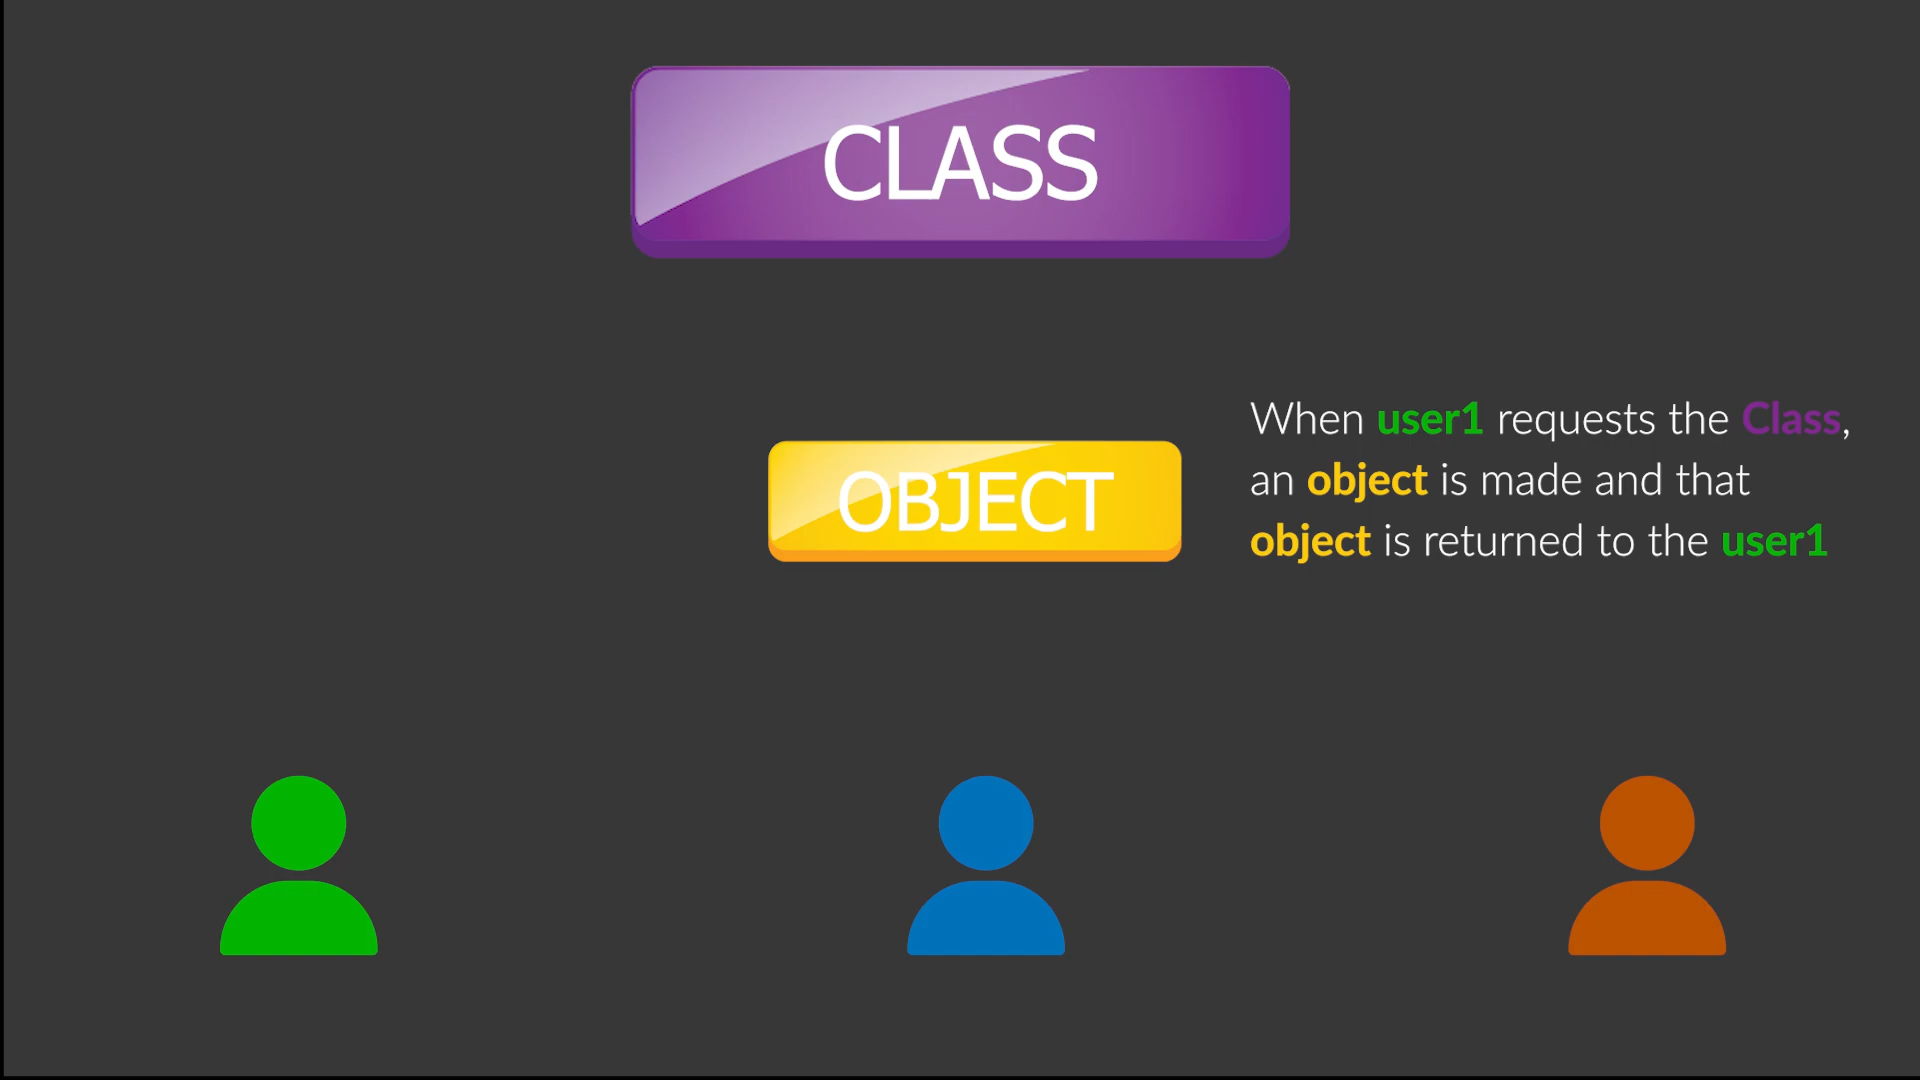 CLASS
OBJECT
When user1 requests the Class,
an object is made and that
object is returned to the user1